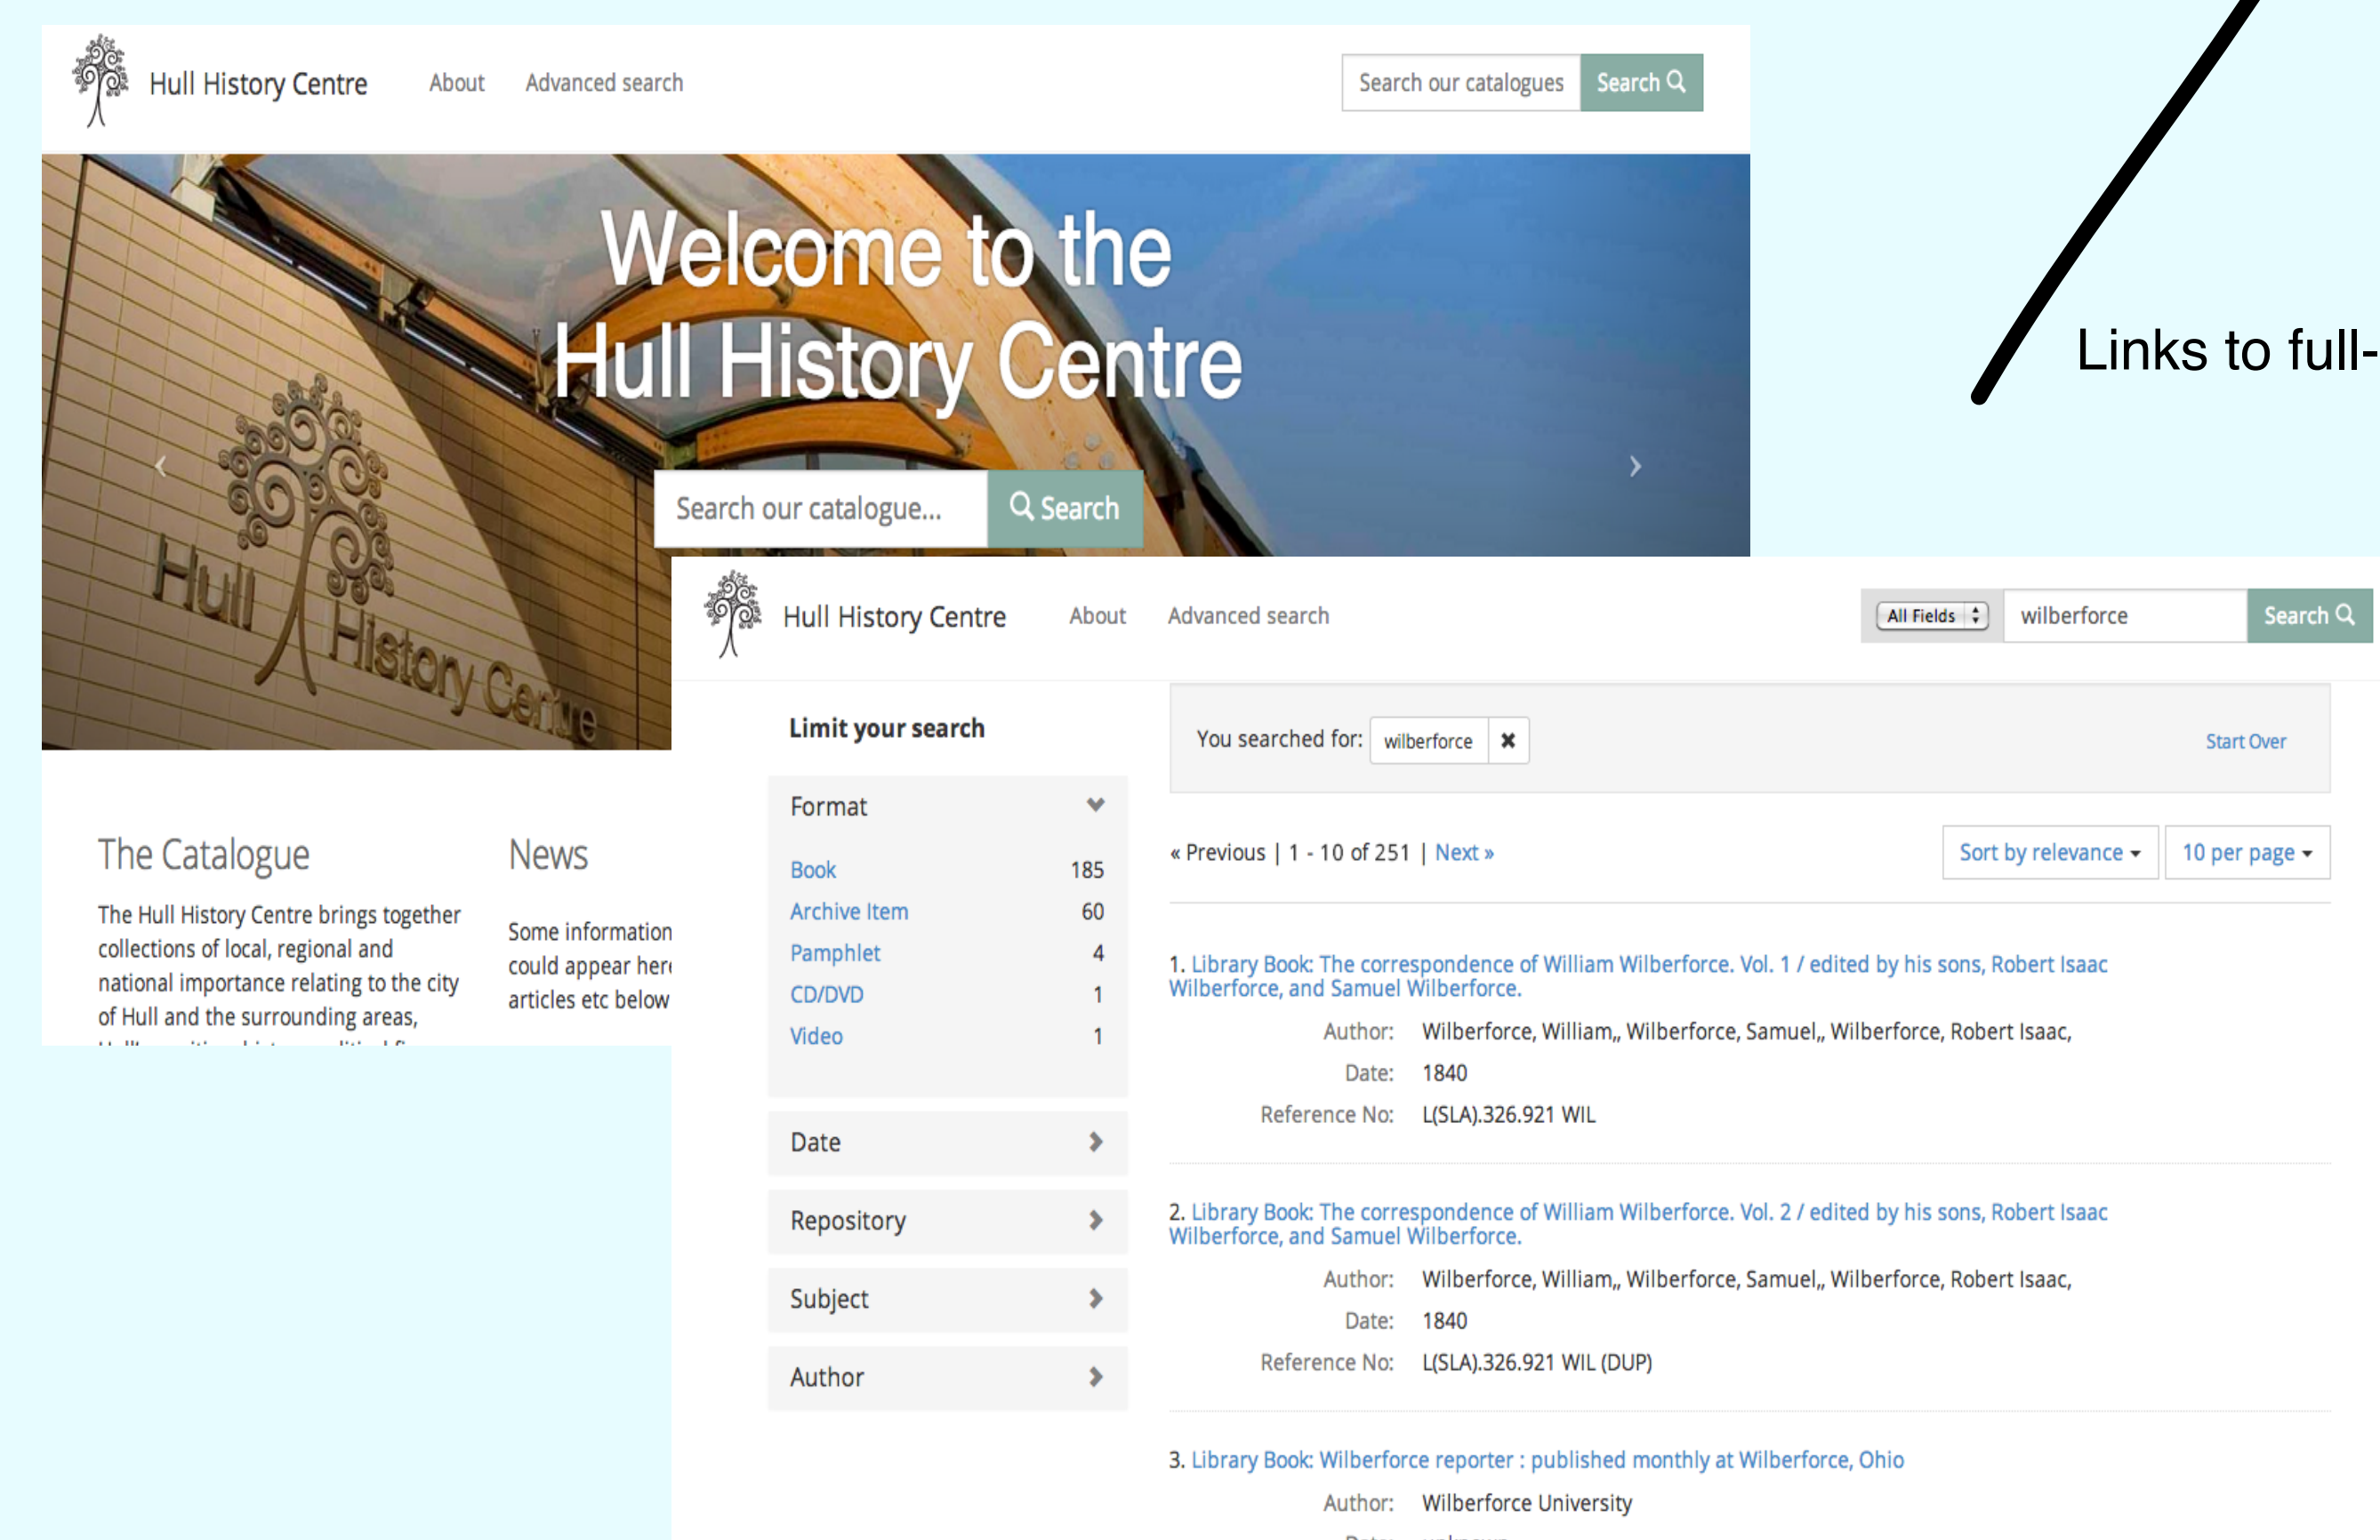 Hull History Centre About Advanced search Search our catalogues Search
Welcome to the
Hull History Centre
Links to full-
Search our catalogue... Search
Hull
History Centre
The Catalogue
The Hull History Centre brings together
collections of local, regional and
national importance relating to the city
of Hull and the surrounding areas,
News
Some information
could appear here
articles etc below
Hull History Centre About Advanced search All Fields wilberforce Search
Limit your search
Format
Book 185
Archive Item 60
Pamphlet 4
CD/DVD 1
Video 1
Date
Repository
Subject
Author
You searched for: wilberforce Start Over
« Previous | 1 - 10 of 251 | Next » Sort by relevance 10 per page
1. Library Book: The correspondence of William Wilberforce. Vol. 1 / edited by his sons, Robert Isaac
Wilberforce, and Samuel Wilberforce.
Author: Wilberforce, William,, Wilberforce, Samuel,, Wilberforce, Robert Isaac,
Date: 1840
Reference No: L(SLA).326.921 WIL
2. Library Book: The correspondence of William Wilberforce. Vol. 2 / edited by his sons, Robert Isaac
Wilberforce, and Samuel Wilberforce.
Author: Wilberforce, William,, Wilberforce, Samuel,, Wilberforce, Robert Isaac,
Date: 1840
Reference No: L(SLA).326.921 WIL (DUP)
3. Library Book: Wilberforce reporter : published monthly at Wilberforce, Ohio
Author: Wilberforce University